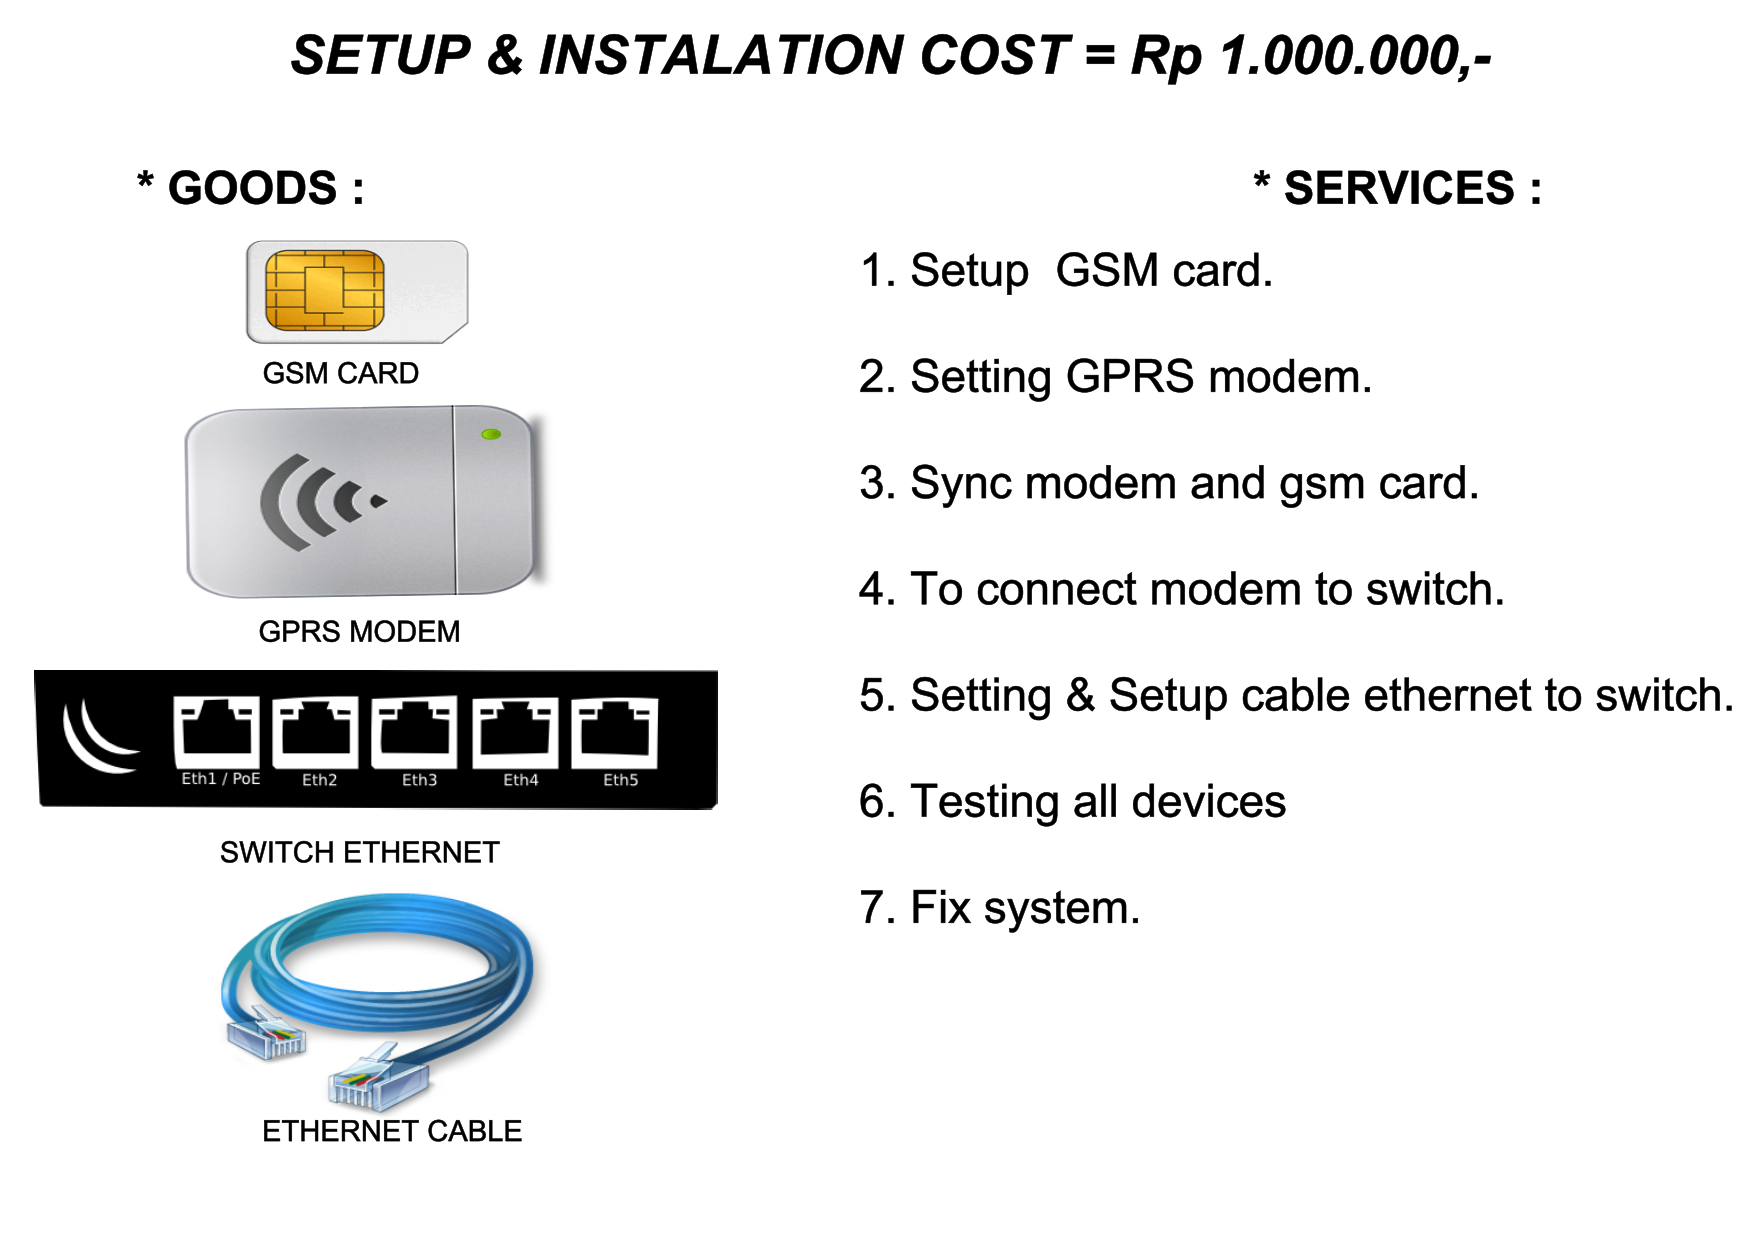 SETUP & INSTALATION COST = Rp 1.000.000,-
* GOODS :
GSM CARD
GPRS MODEM
Eth1 / PoE Eth2 Eth3 Eth4 Eth5
SWITCH ETHERNET
ETHERNET CABLE
* SERVICES :
1. Setup  GSM card.
2. Setting GPRS modem.
3. Sync modem and gsm card.
4. To connect modem to switch.
5. Setting & Setup cable ethernet to switch.
6. Testing all devices
7. Fix system.